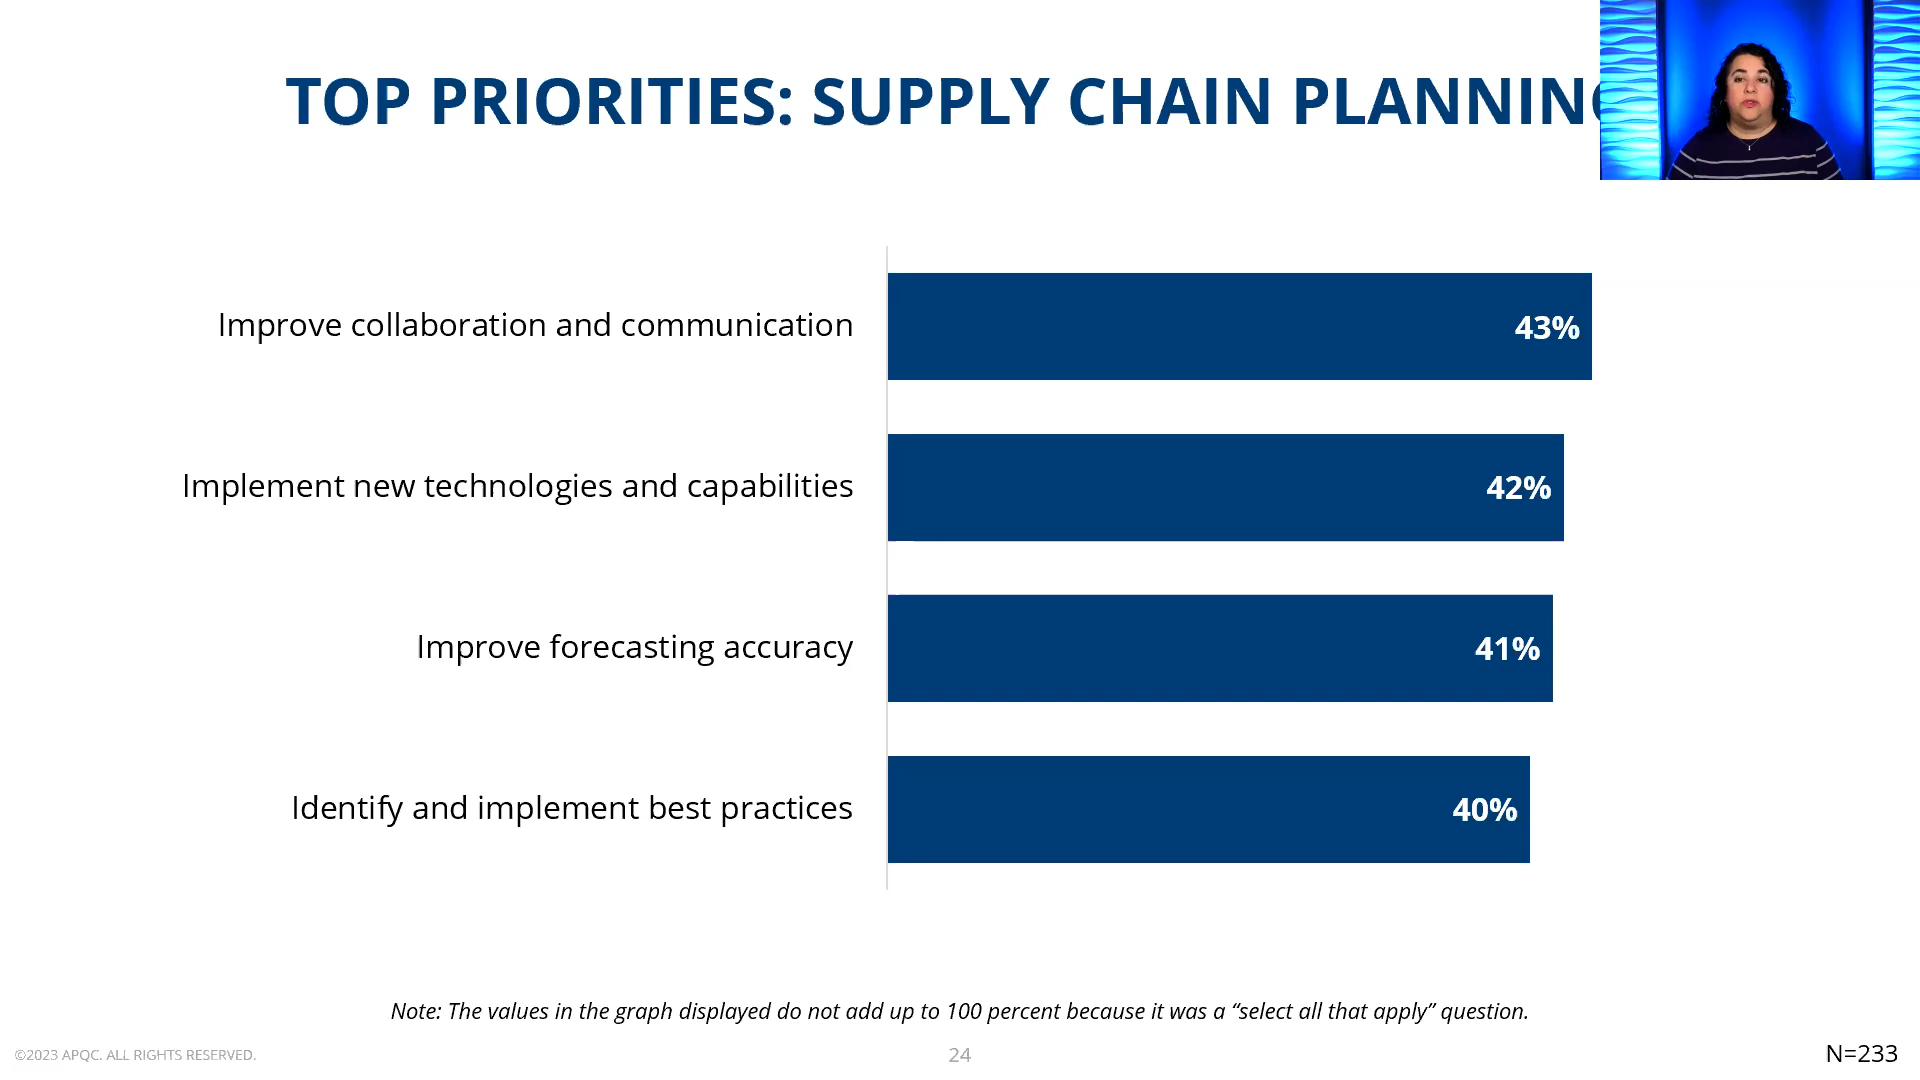 TOP PRIORITIES: SUPPLY CHAIN
Improve collaboration and communication
43%
Implement new technologies and capabilities
42%
Improve forecasting accuracy
41%
Identify and implement best practices
40%
Note: The values in the graph displayed do not add up to 100 percent because it was a “select all that apply” question.
©2023 APQC. ALL RIGHTS RESERVED.
24
N=233